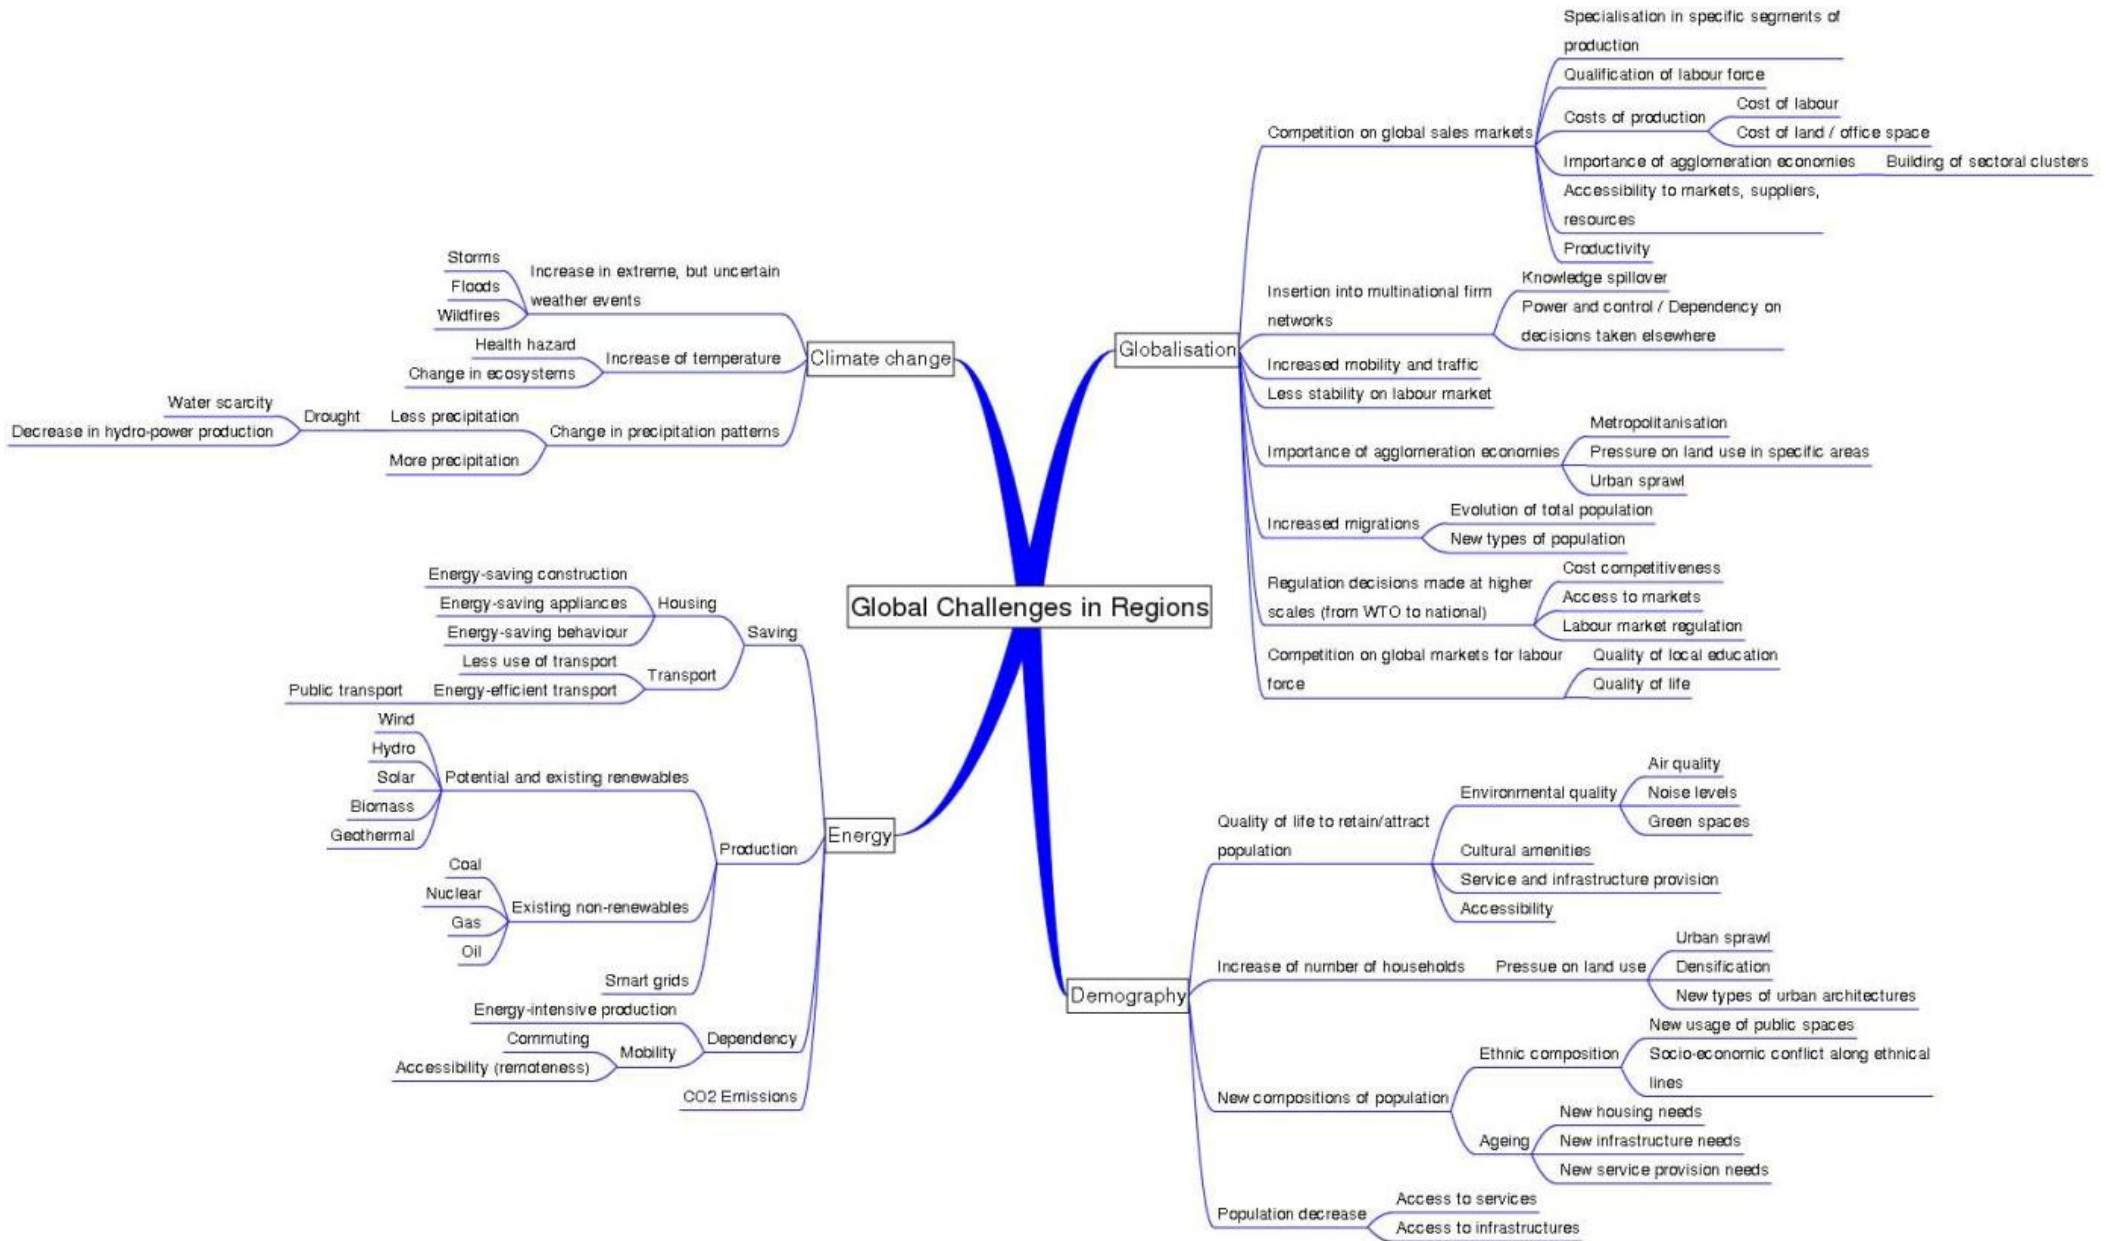 Global Challenges in Regions
Climate change
Increase in extreme, but uncertain
weather events
Storms
Floods
Wildfires
Increase of temperature
Health hazard
Change in ecosystems
Change in precipitation patterns
Less precipitation
Drought
Water scarcity
Decrease in hydro-power production
More precipitation
Energy
Saving
Housing
Energy-saving construction
Energy-saving appliances
Energy-saving behaviour
Transport
Less use of transport
Energy-efficient transport
Public transport
Production
Potential and existing renewables
Wind
Hydro
Solar
Biomass
Geothermal
Existing non-renewables
Coal
Nuclear
Gas
Oil
Smart grids
Dependency
Energy-intensive production
Mobility
Commuting
Accessibility (remoteness)
CO2 Emissions
Globalisation
Competition on global sales markets
Specialisation in specific segments of
production
Qualification of labour force
Costs of production
Cost of labour
Cost of land / office space
Importance of agglomeration economies
Building of sectoral clusters
Accessibility to markets, suppliers,
resources
Productivity
Insertion into multinational firm
networks
Knowledge spillover
Power and control / Dependency on
decisions taken elsewhere
Increased mobility and traffic
Less stability on labour market
Importance of agglomeration economies
Metropolitanisation
Pressure on land use in specific areas
Urban sprawl
Increased migrations
Evolution of total population
New types of population
Regulation decisions made at higher
scales (from WTO to national)
Cost competitiveness
Access to markets
Labour market regulation
Competition on global markets for labour
force
Quality of local education
Quality of life
Demography
Quality of life to retain/attract
population
Environmental quality
Air quality
Noise levels
Green spaces
Cultural amenities
Service and infrastructure provision
Accessibility
Increase of number of households
Pressue on land use
Urban sprawl
Densification
New types of urban architectures
New compositions of population
Ethnic composition
New usage of public spaces
Socio-economic conflict along ethnical
lines
Ageing
New housing needs
New infrastructure needs
New service provision needs
Population decrease
Access to services
Access to infrastructures